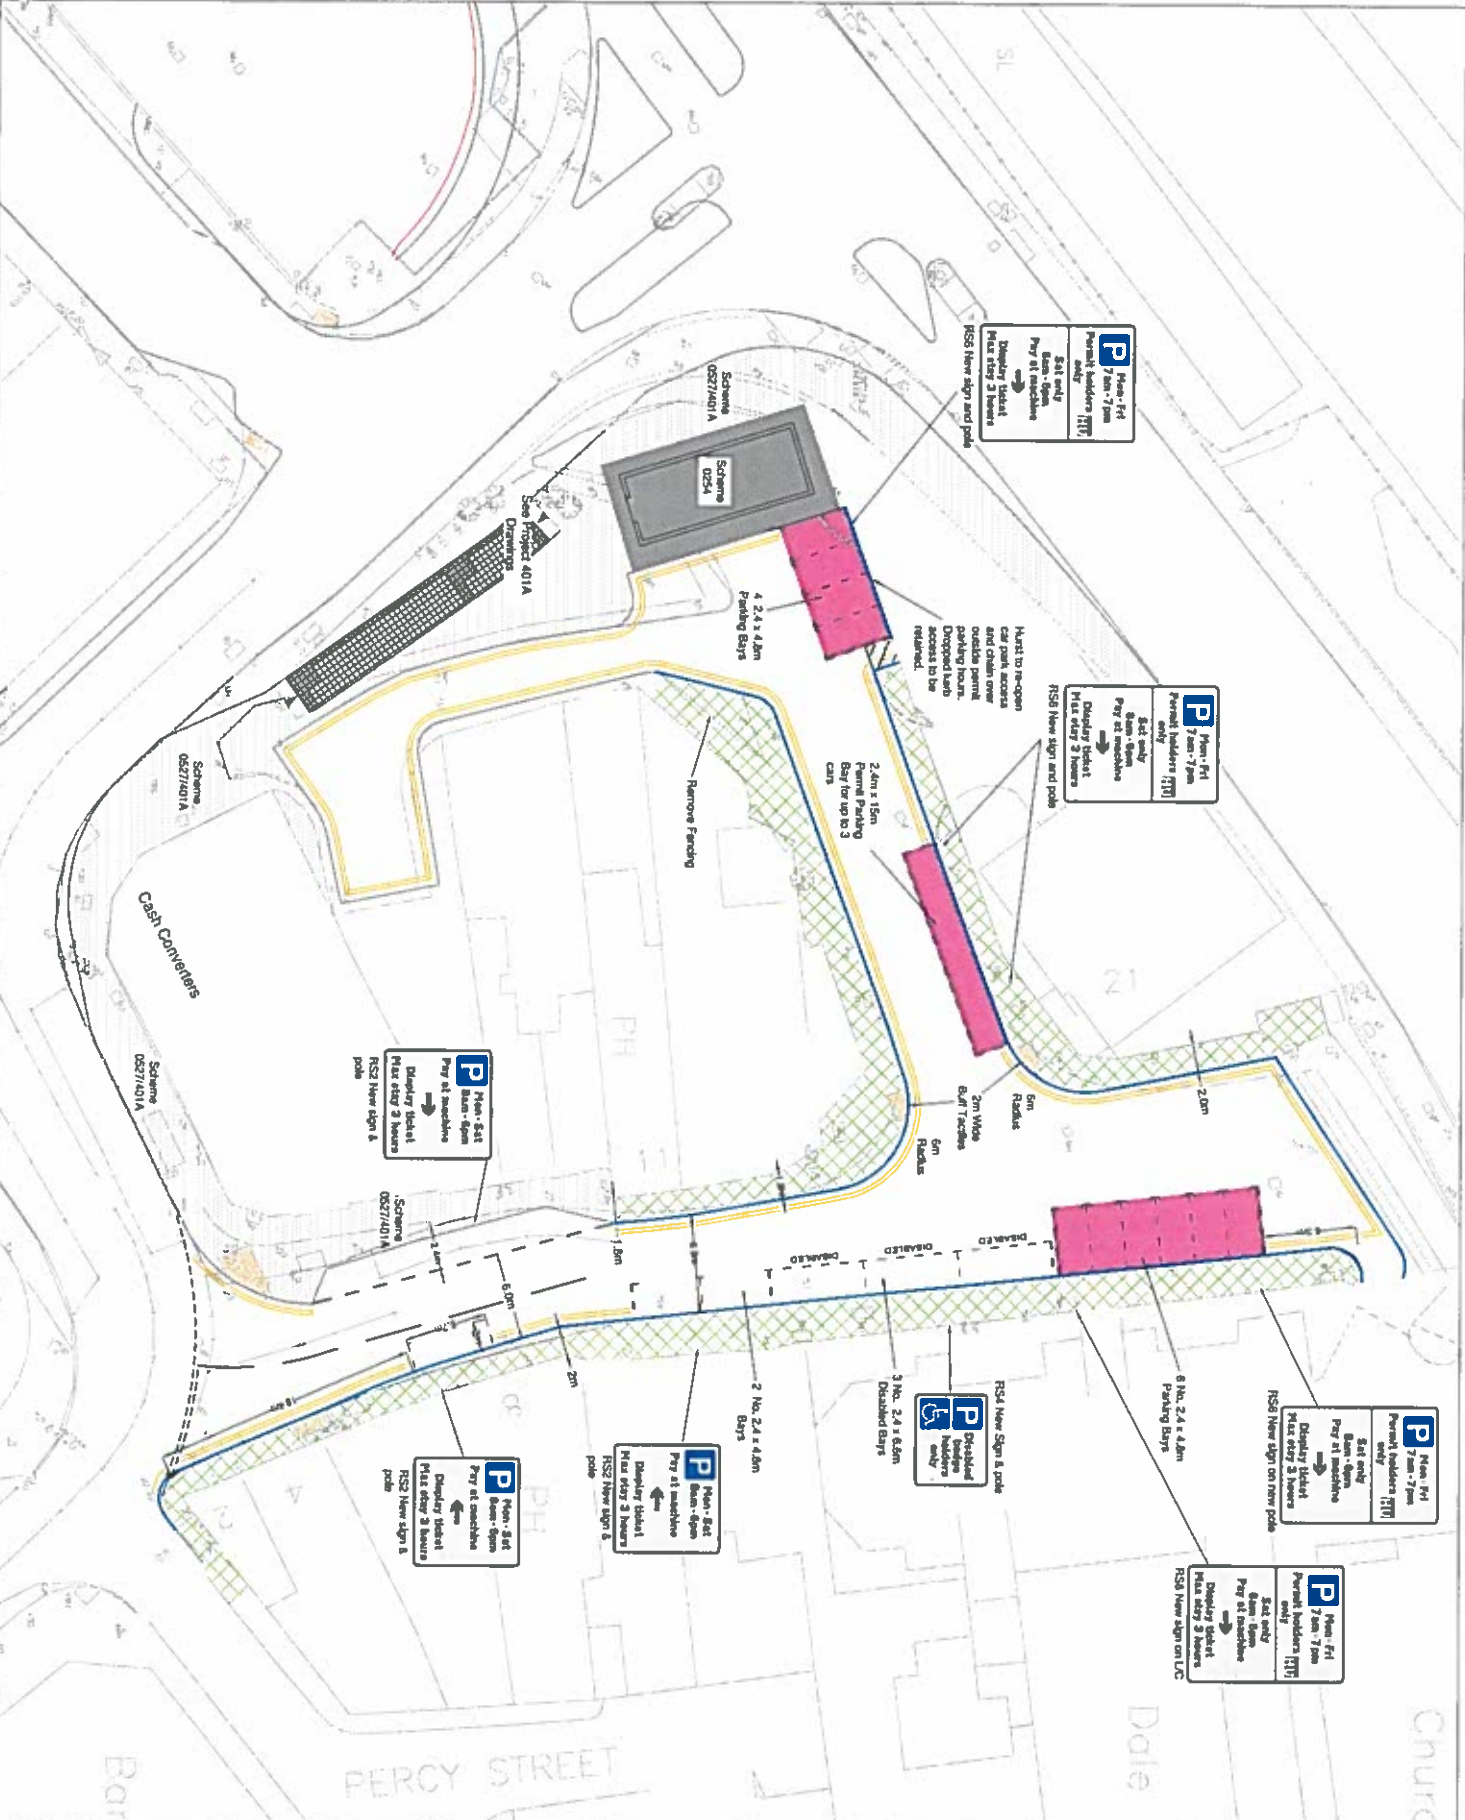 P Mon - Fri
7am - 7pm
Permit holders
only
Sat only
8am - 6pm
Pay at machine
Display ticket
Max stay 3 hours
RS6 New sign and pole
P Mon - Fri
7am - 7pm
Permit holders
only
Sat only
8am - 6pm
Pay at machine
Display ticket
Max stay 3 hours
RS6 New sign and pole
P Mon - Fri
7am - 7pm
Permit holders
only
Sat only
8am - 6pm
Pay at machine
Display ticket
Max stay 3 hours
RS6 New sign on new pole
P Mon - Fri
7am - 7pm
Permit holders
only
Sat only
8am - 6pm
Pay at machine
Display ticket
Max stay 3 hours
RS6 New sign on L/C
Hurst to re-open
car park access
and chain over
outside permit
parking hours.
Dropped kerb
access to be
retained.
Scheme
0527/401A
Scheme
0254
4 2.4 x 4.8m
Parking Bays
2.4m x 15m
Permit Parking
Bay for up to 3
cars
Remove Fencing
See Project 401A
Drawings
Scheme
0527/401A
Cash Converters
Scheme
0527/401A
Scheme
0527/401A
21
2.0m
6m
Radius
2m Wide
Buff Tactiles
6m
Radius
6 No. 2.4 x 4.8m
Parking Bays
RS4 New Sign & pole
P Disabled
badge
holders
only
3 No. 2.4 x 6.6m
Disabled Bays
DISABLED
DISABLED
DISABLED
2 No. 2.4 x 4.8m
Bays
P Mon - Sat
8am - 6pm
Pay at machine
Display ticket
Max stay 3 hours
RS2 New sign &
pole
P Mon - Sat
8am - 6pm
Pay at machine
Display ticket
Max stay 3 hours
RS2 New sign &
pole
P Mon - Sat
8am - 6pm
Pay at machine
Display ticket
Max stay 3 hours
RS2 New sign &
pole
1.8m
6.0m
2m
PH
11
PH
4
2
SL
PERCY STREET
Dale